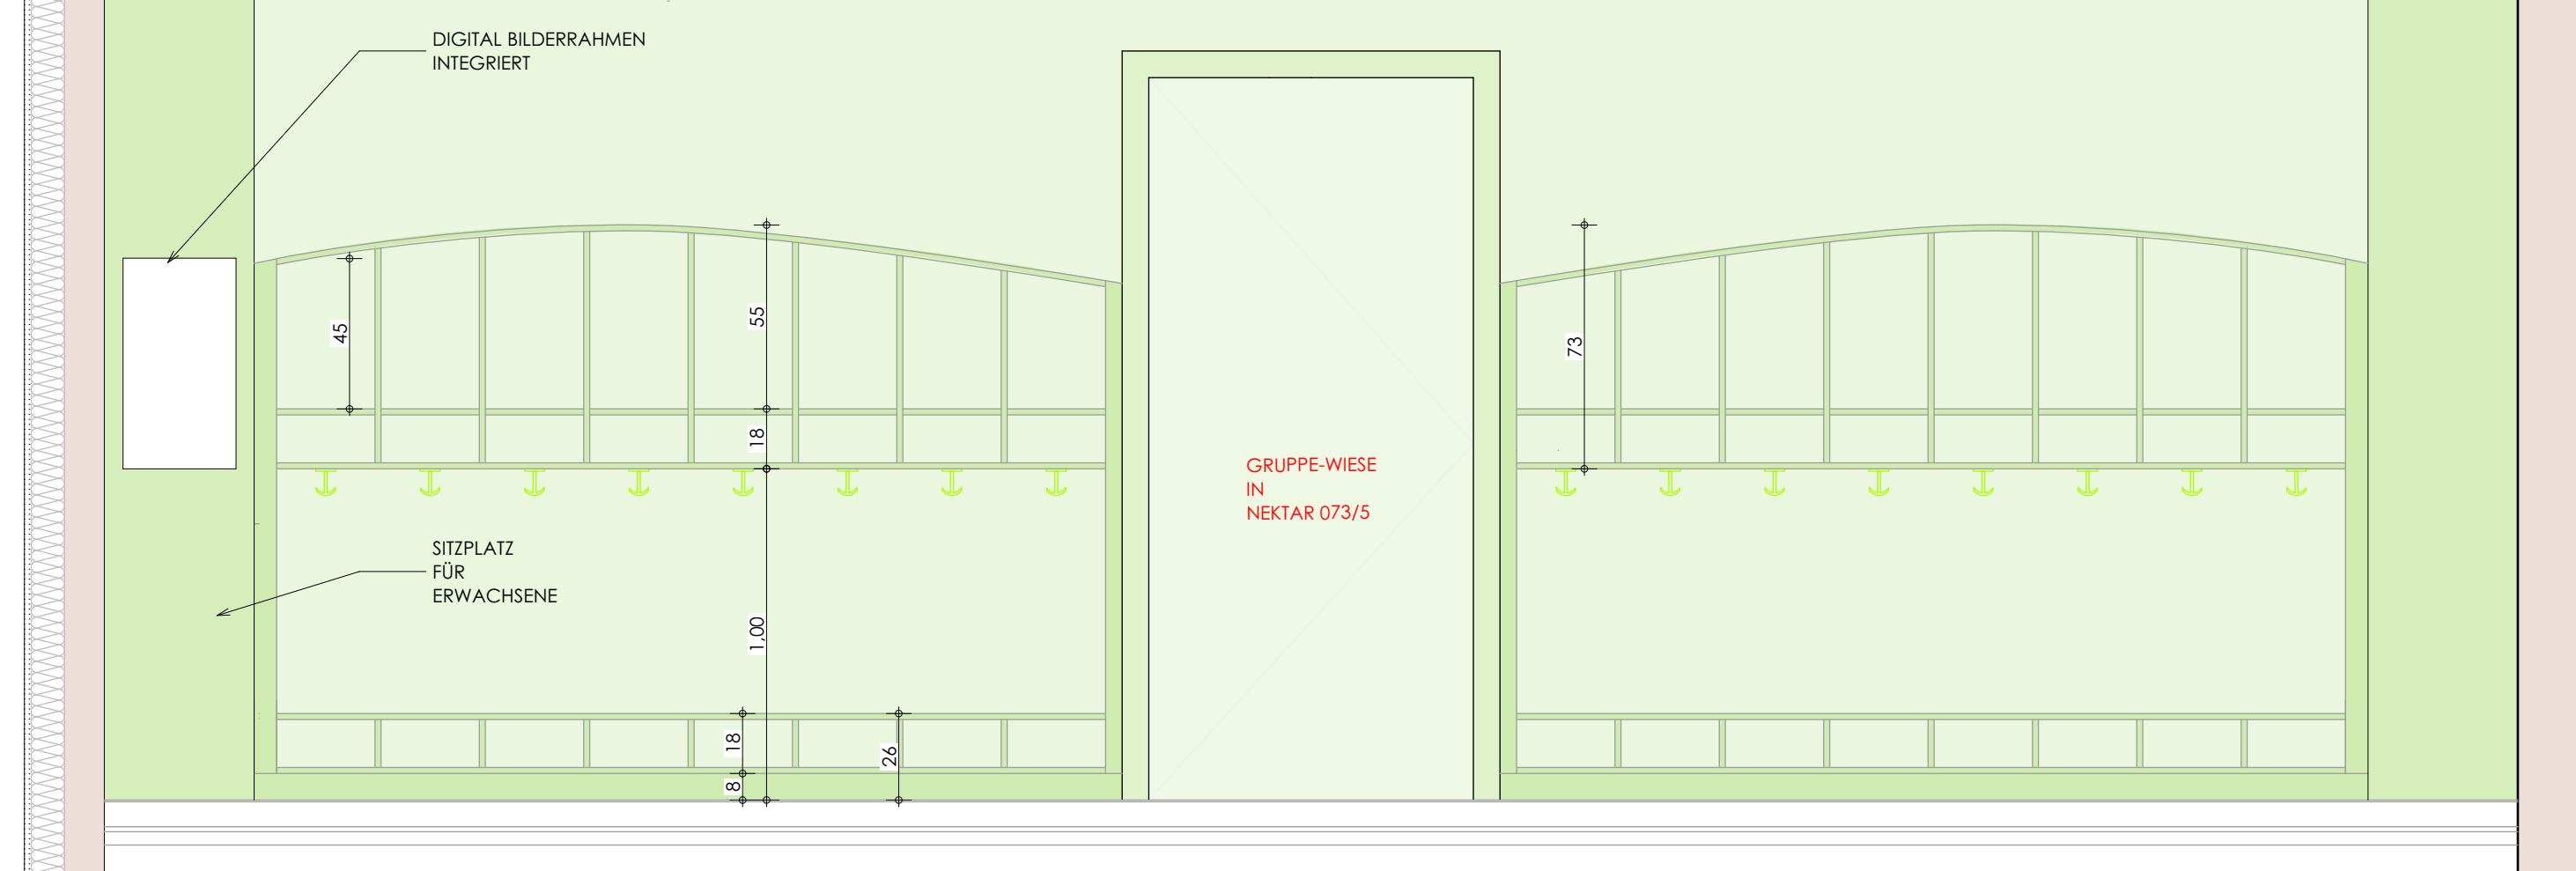 DIGITAL BILDERRAHMEN
INTEGRIERT
45
55
18
1,00
18
8
26
SITZPLATZ
FÜR
ERWACHSENE
GRUPPE-WIESE
IN
NEKTAR 073/5
73